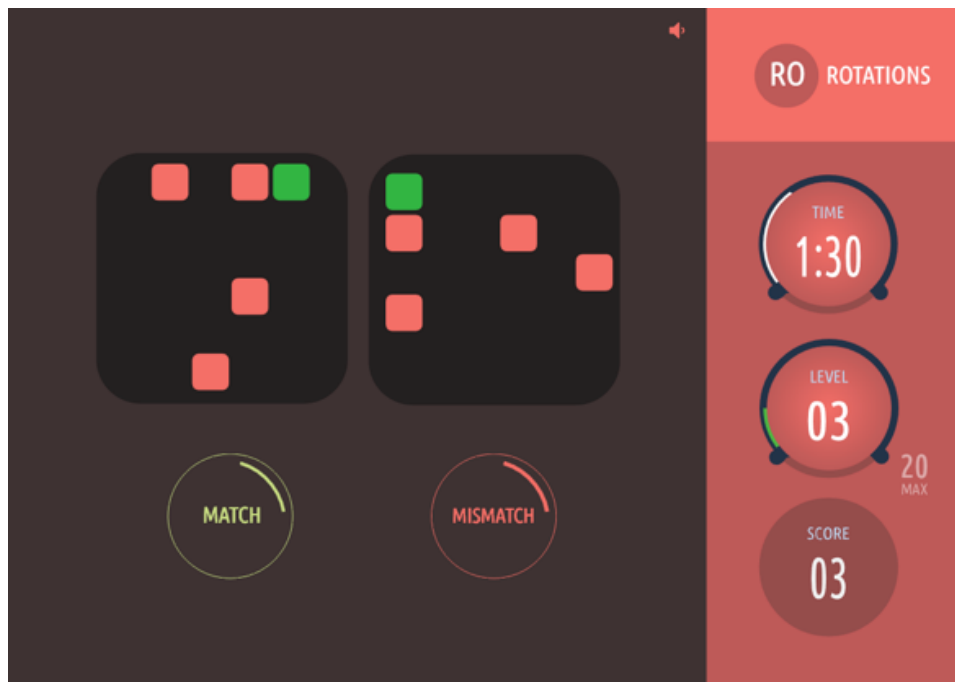 RO ROTATIONS
TIME
1:30
LEVEL
03
20
MAX
MATCH
MISMATCH
SCORE
03